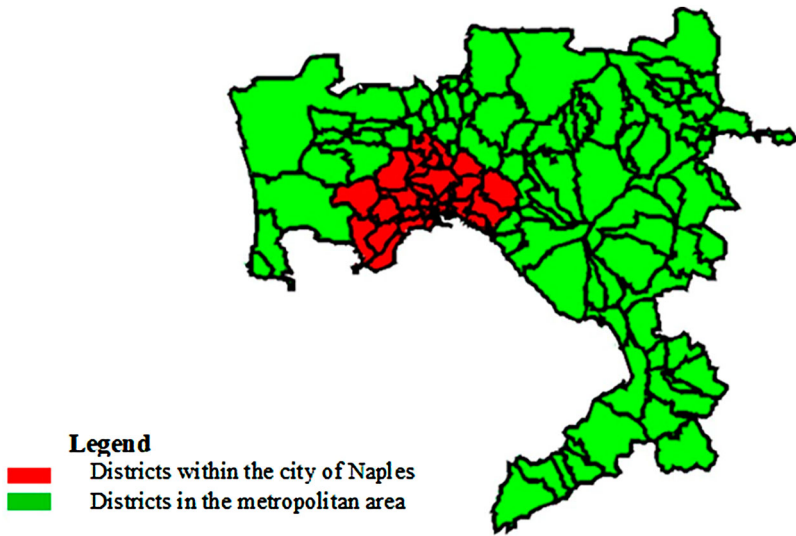 Legend
Districts within the city of Naples
Districts in the metropolitan area